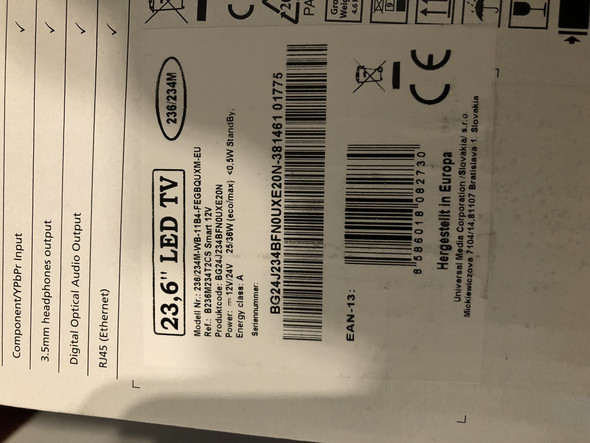 Component/YPbPr Input ✓
3.5mm headphones output ✓
Digital Optical Audio Output ✓
RJ45 (Ethernet) ✓
23,6" LED TV
236/234M
Modell Nr.: 236/234M-WB-11B4-FEGBQUXM-EU
Ref.: B236M234T2CS Smart 12V
Produktcode: BG24J234BFN0UXE20N
Power: ⎓ 12V/24V 25/36W (eco/max) <0,5W StandBy,
Energy class: A
Seriennummer:
BG24J234BFN0UXE20N-381461 01775
EAN-13:
8 586018 082730
Hergestellt in Europa
Universal Media Corporation /Slovakia/ s.r.o.
Mickiewiczova 7104/14,81107 Bratislava 1 Slovakia
CE